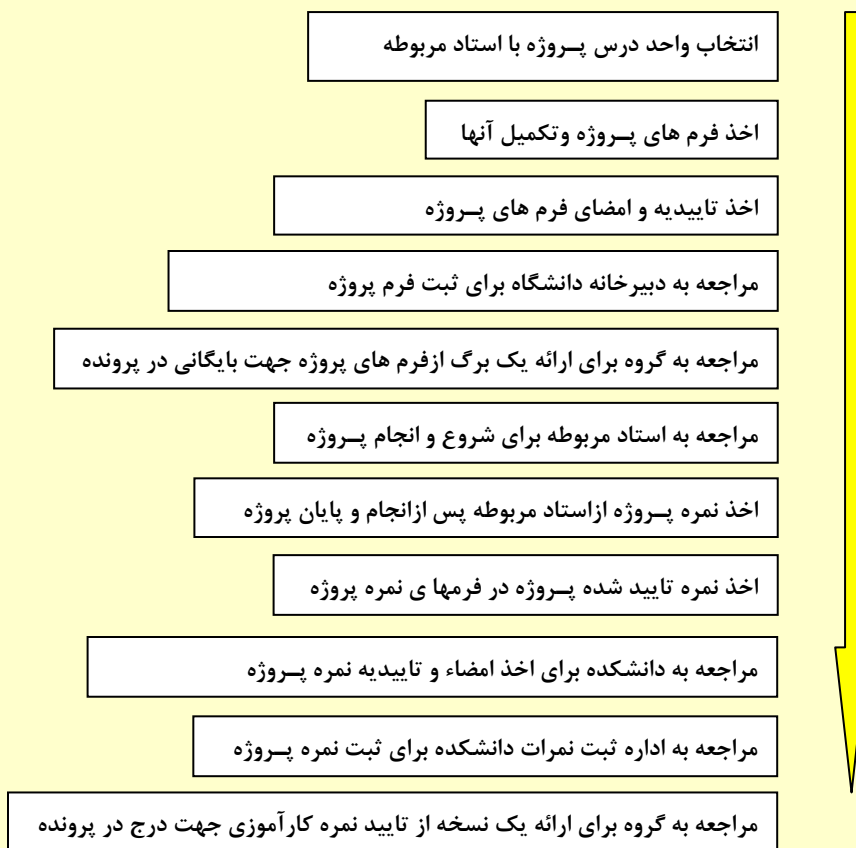 انتخاب واحد درس پــروژه با استاد مربوطه
اخذ فرم های پــروژه وتکمیل آنها
اخذ تاییدیه و امضای فرم های پــروژه
مراجعه به دبیرخانه دانشگاه برای ثبت فرم پروژه
مراجعه به گروه برای ارائه یک برگ ازفرم های پروژه جهت بایگانی در پرونده
مراجعه به استاد مربوطه برای شروع و انجام پــروژه
اخذ نمره پــروژه ازاستاد مربوطه پس ازانجام و پایان پروژه
اخذ نمره تایید شده پــروژه در فرمها ی نمره پروژه
مراجعه به دانشکده برای اخذ امضاء و تاییدیه نمره پــروژه
مراجعه به اداره ثبت نمرات دانشکده برای ثبت نمره پــروژه
مراجعه به گروه برای ارائه یک نسخه از تایید نمره کارآموزی جهت درج در پرونده